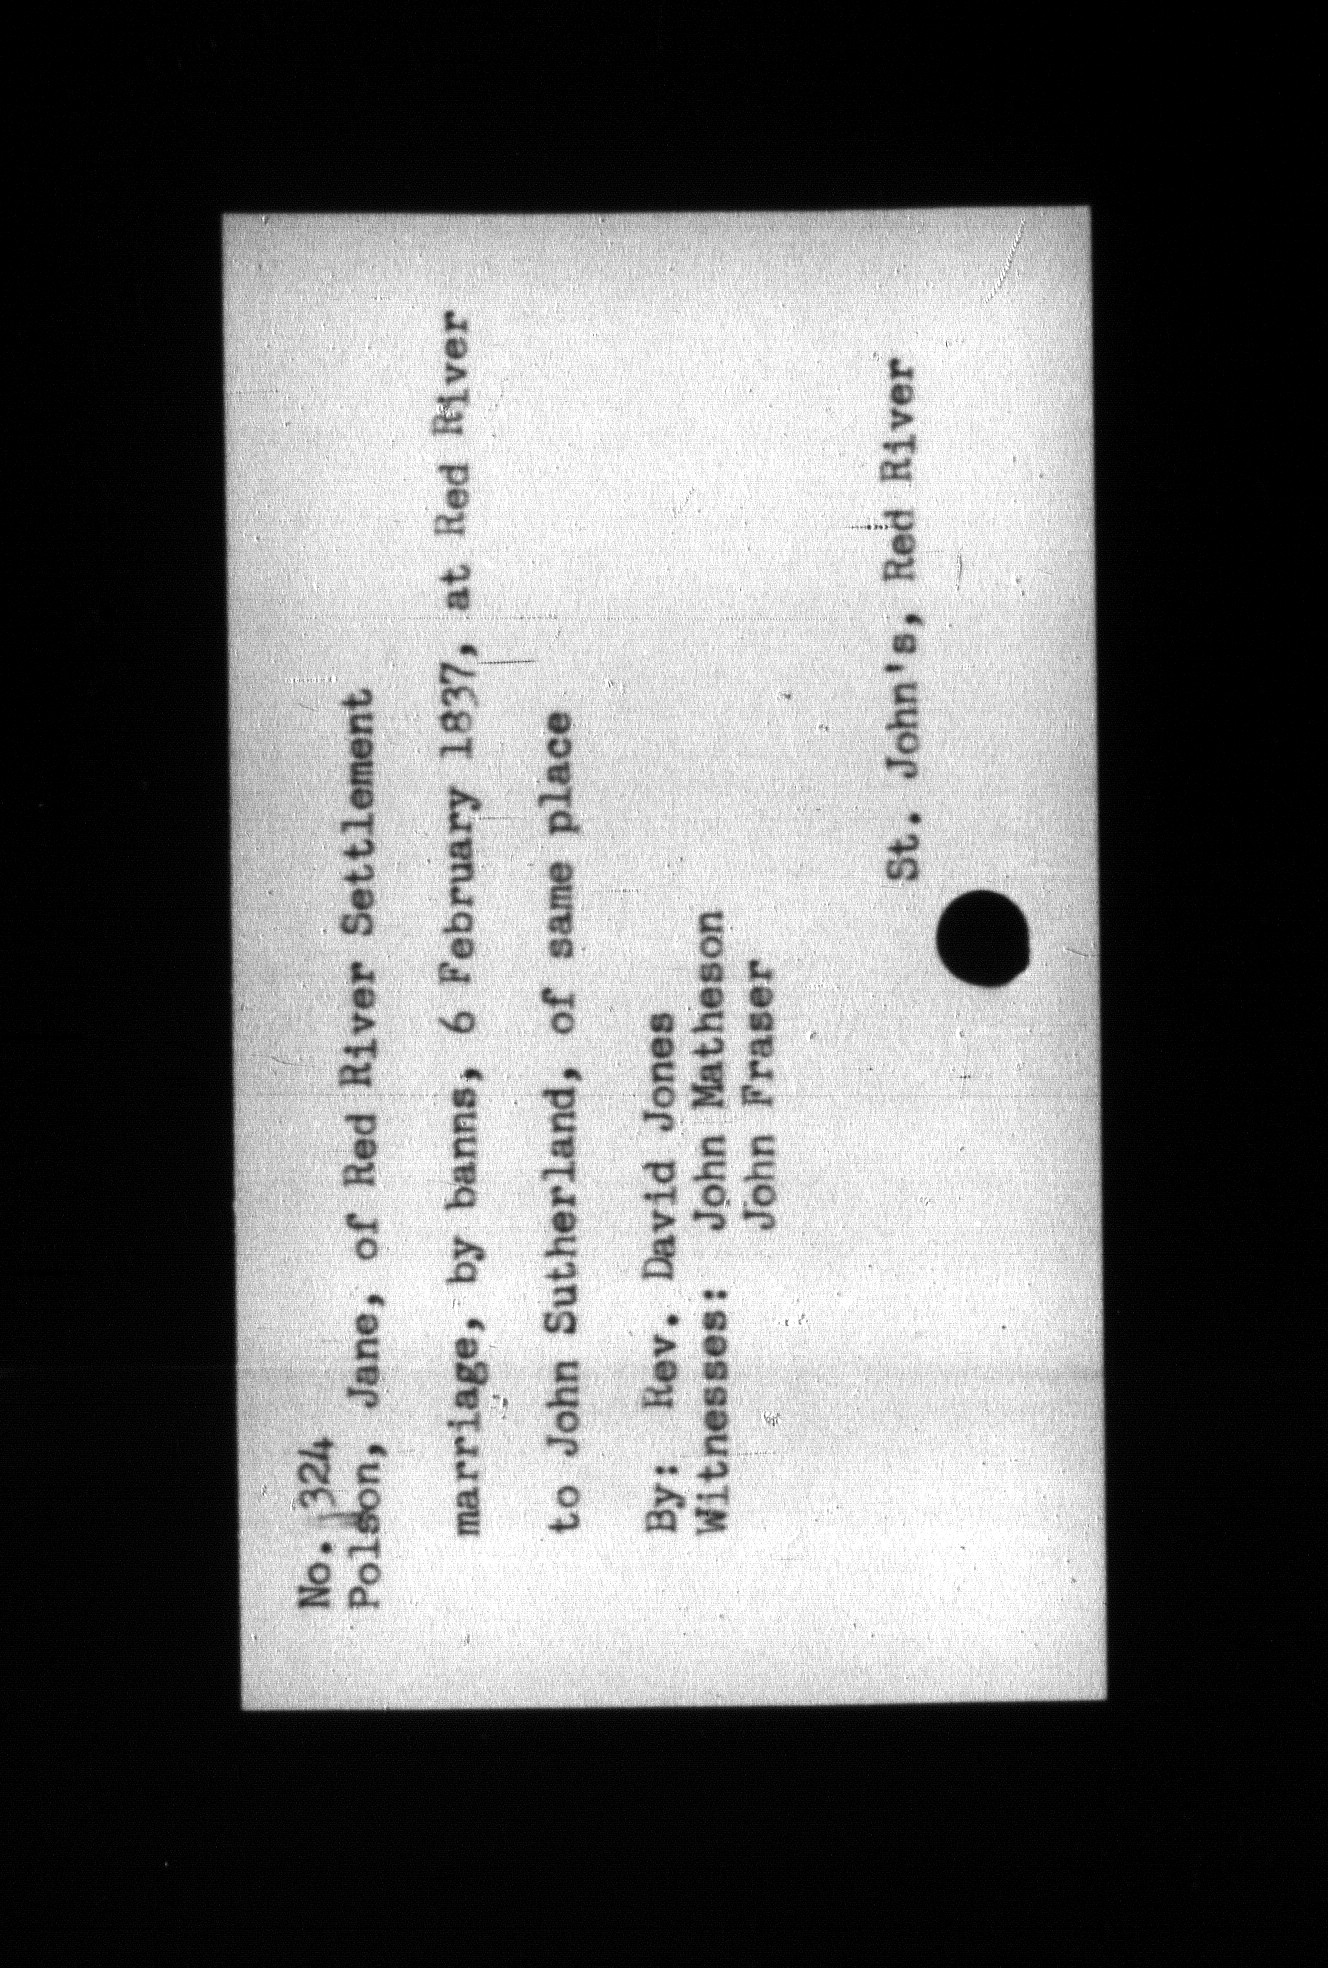 No. 324
Polson, Jane, of Red River Settlement
marriage, by banns, 6 February 1837, at Red River
to John Sutherland, of same place
By: Rev. David Jones
Witnesses: John Matheson
John Fraser
St. John's, Red River